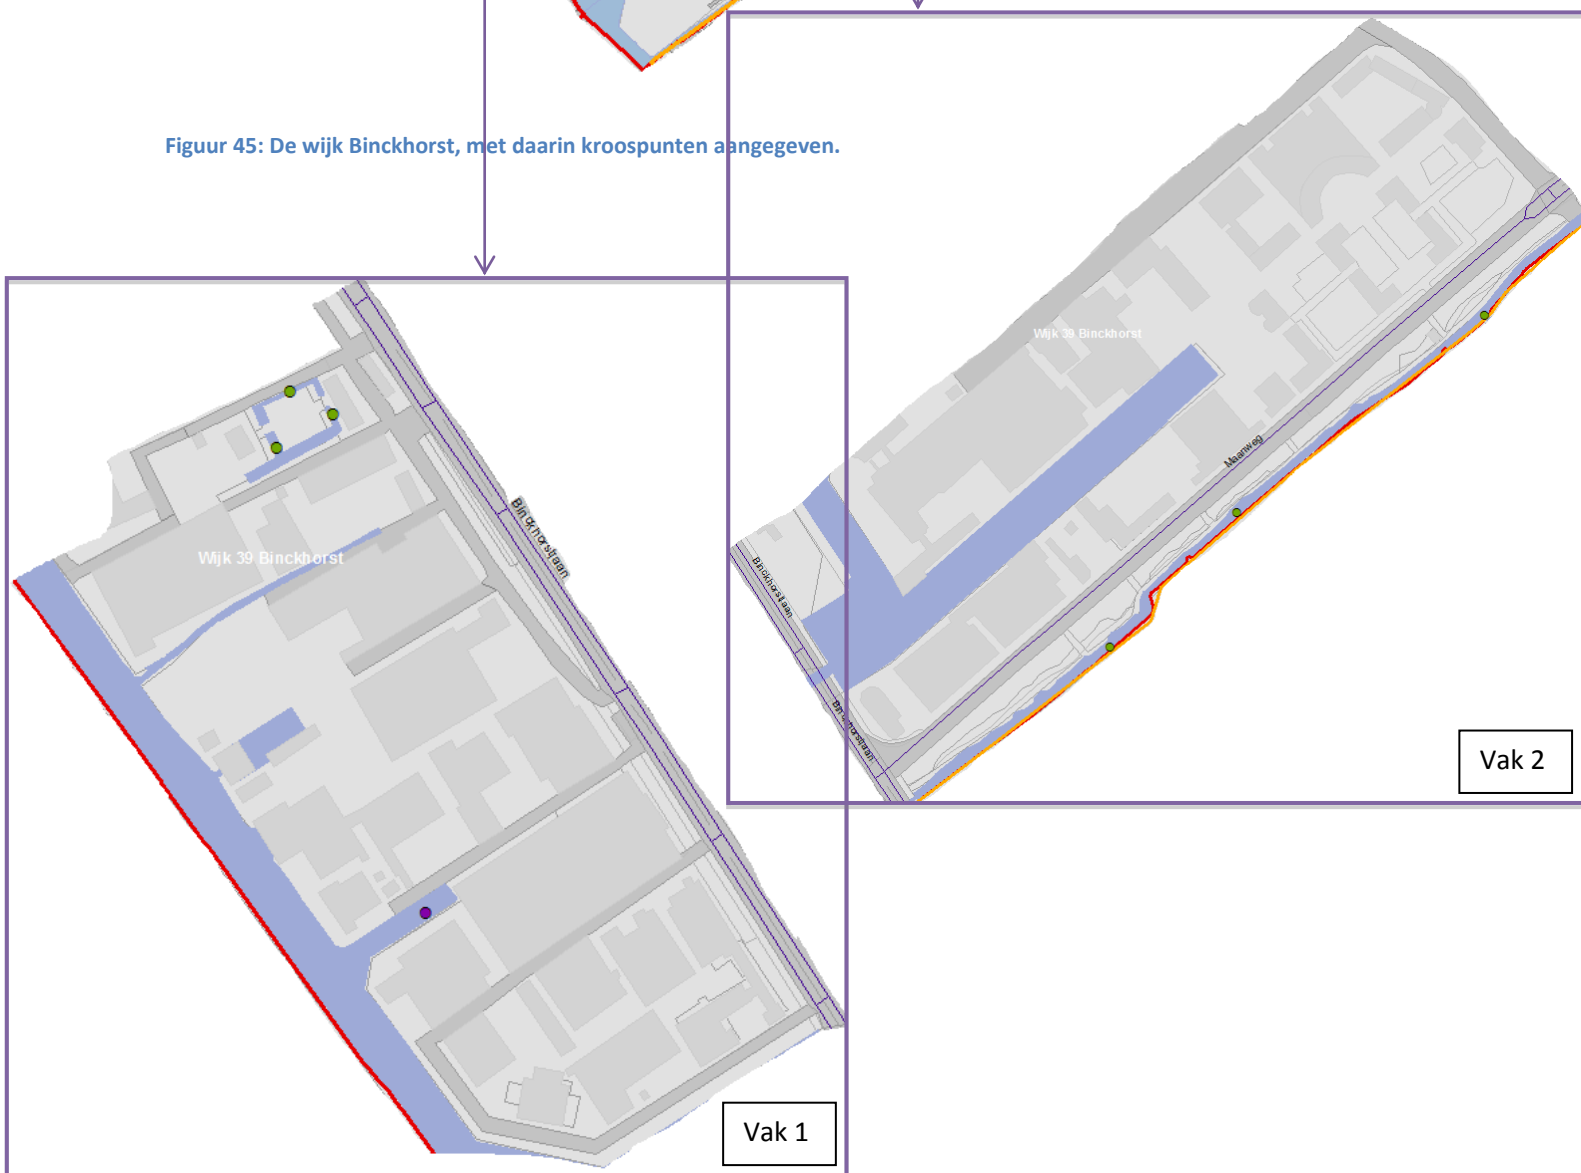 Figuur 45: De wijk Binckhorst, met daarin kroospunten aangegeven.
Wijk 39 Binckhorst
Maanweg
Binckhorstlaan
Binckhorstlaan
Vak 2
Binckhorstlaan
Wijk 39 Binckhorst
Vak 1